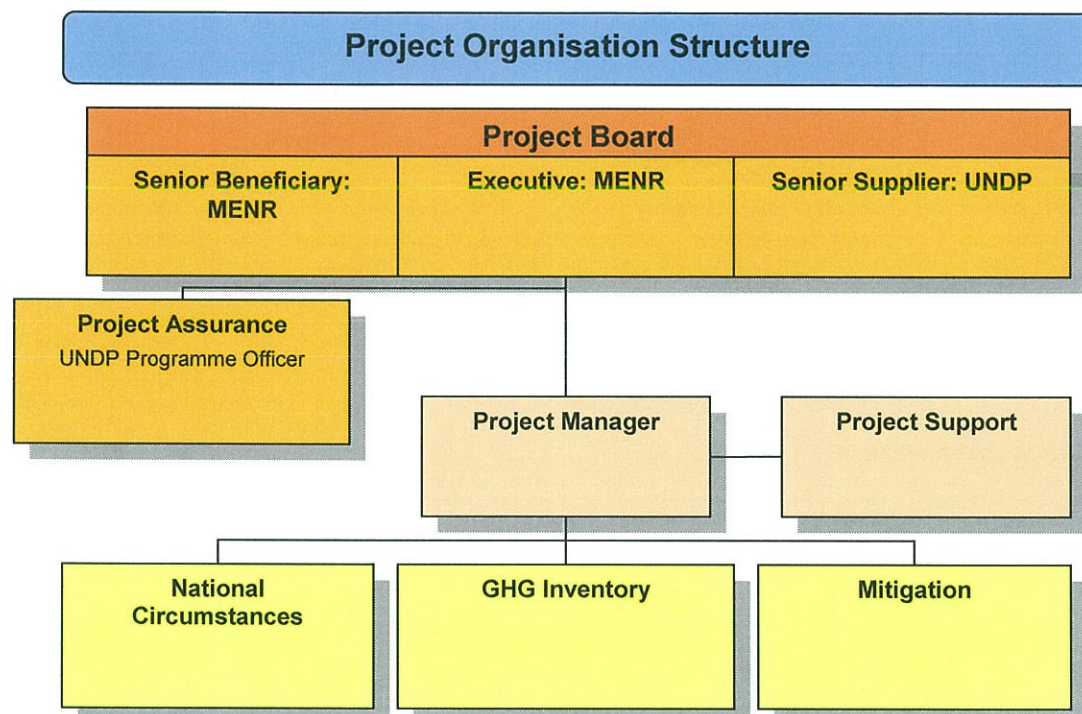 Project Organisation Structure
Project Board
Senior Beneficiary:
MENR
Executive: MENR
Senior Supplier: UNDP
Project Assurance
UNDP Programme Officer
Project Manager
Project Support
National
Circumstances
GHG Inventory
Mitigation